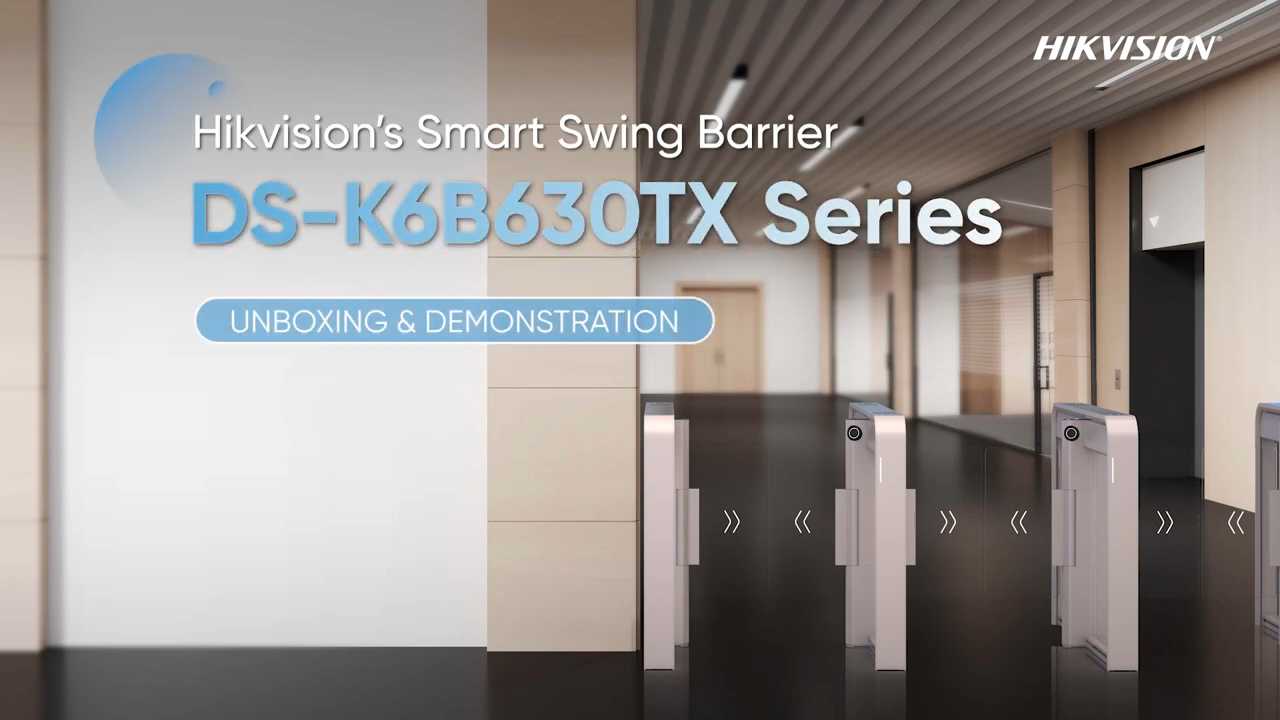 HIKVISION®
Hikvision's Smart Swing Barrier
DS-K6B630TX Series
UNBOXING & DEMONSTRATION